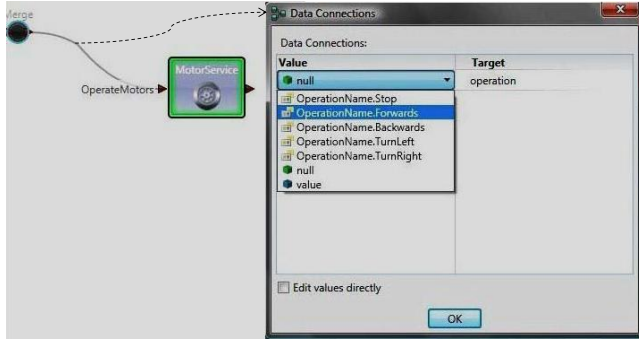 Merge
MotorService
OperateMotors
Data Connections
Data Connections:
Value Target
null operation
OperationName.Stop
OperationName.Forwards
OperationName.Backwards
OperationName.TurnLeft
OperationName.TurnRight
null
value
Edit values directly
OK